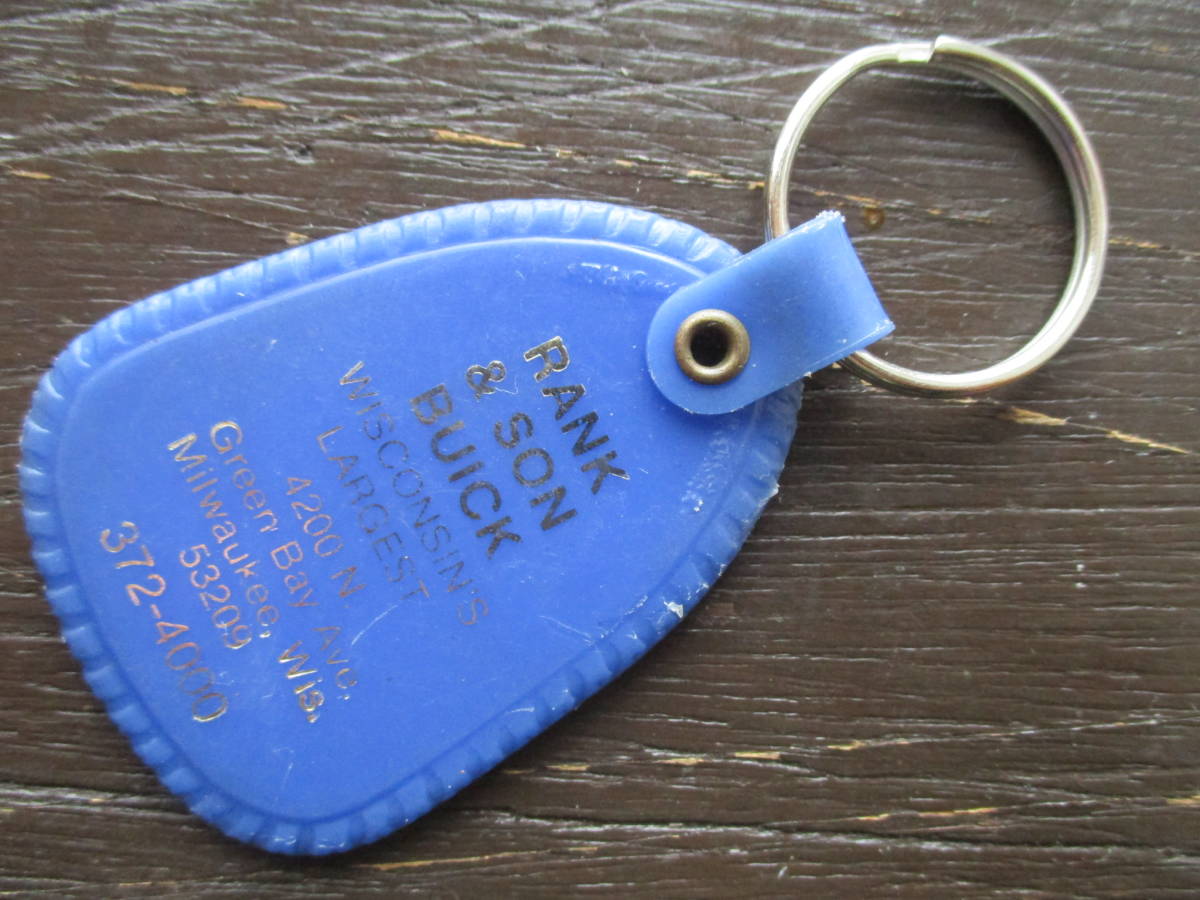 RANK
& SON
BUICK
WISCONSIN'S
LARGEST
4200 N.
Green Bay Ave.
Milwaukee, Wis.
53209
372-4000